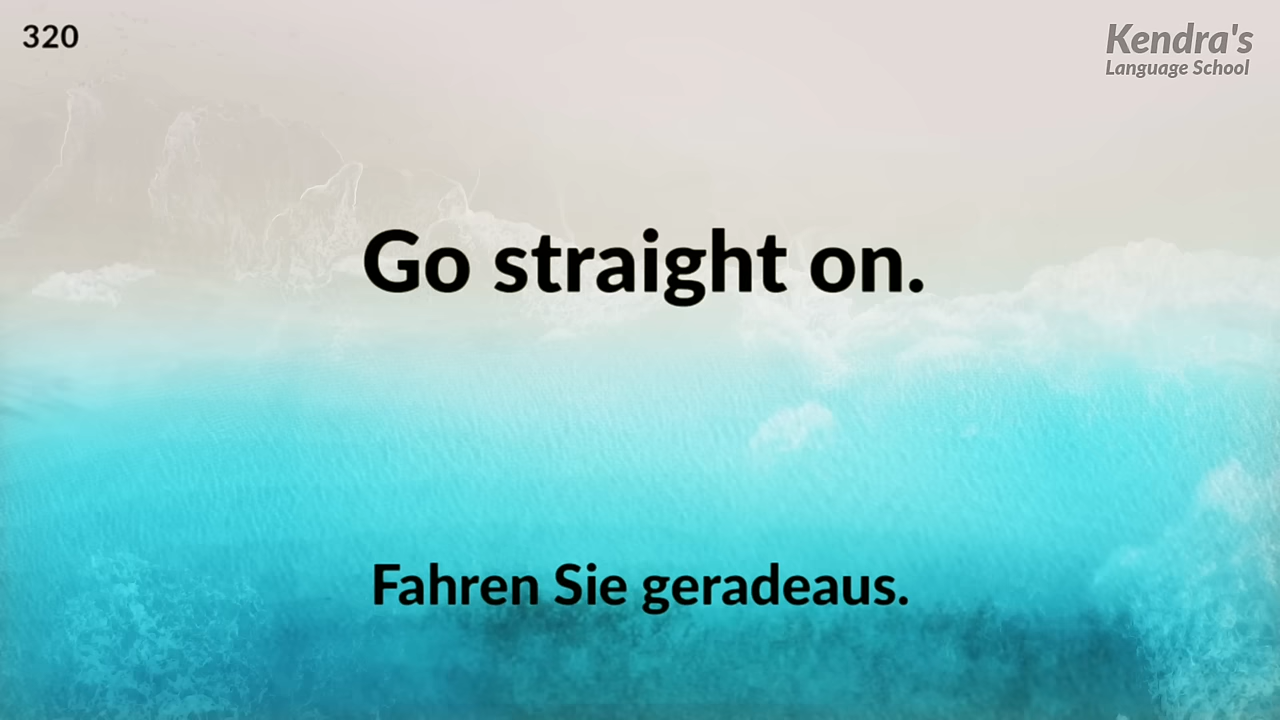 320
Kendra's
Language School
Go straight on.
Fahren Sie geradeaus.